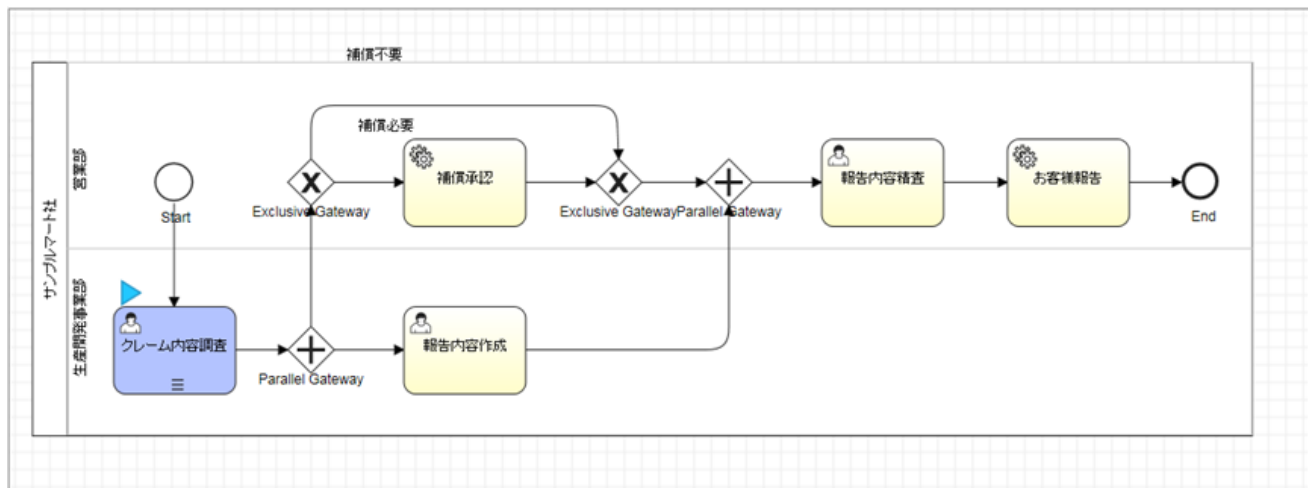 補償不要
補償必要
サンプルマート社
営業部
Start
Exclusive Gateway
補償承認
Exclusive Gateway
Parallel Gateway
報告内容精査
お客様報告
End
生産開発事業部
クレーム内容調査
Parallel Gateway
報告内容作成